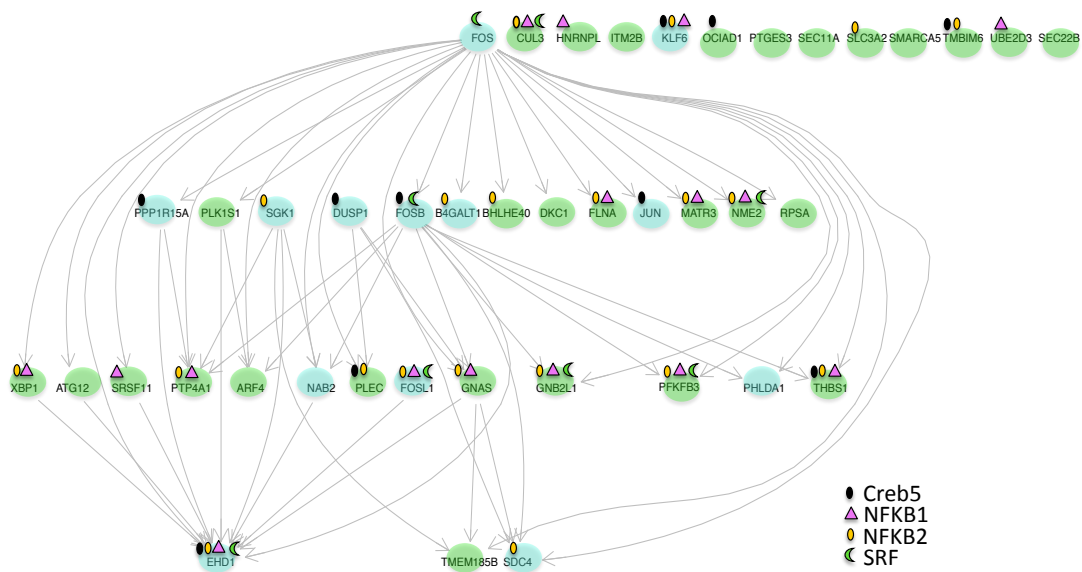 FOS CUL3 HNRNPL ITM2B KLF6 OCIAD1 PTGES3 SEC11A SLC3A2 SMARCA5 TMBIM6 UBE2D3 SEC22B
PPP1R15A PLK1S1 SGK1 DUSP1 FOSB B4GALT1 BHLHE40 DKC1 FLNA JUN MATR3 NME2 RPSA
XBP1 ATG12 SRSF11 PTP4A1 ARF4 NAB2 PLEC FOSL1 GNAS GNB2L1 PFKFB3 PHLDA1 THBS1
EHD1 TMEM185B SDC4
Creb5
NFKB1
NFKB2
SRF